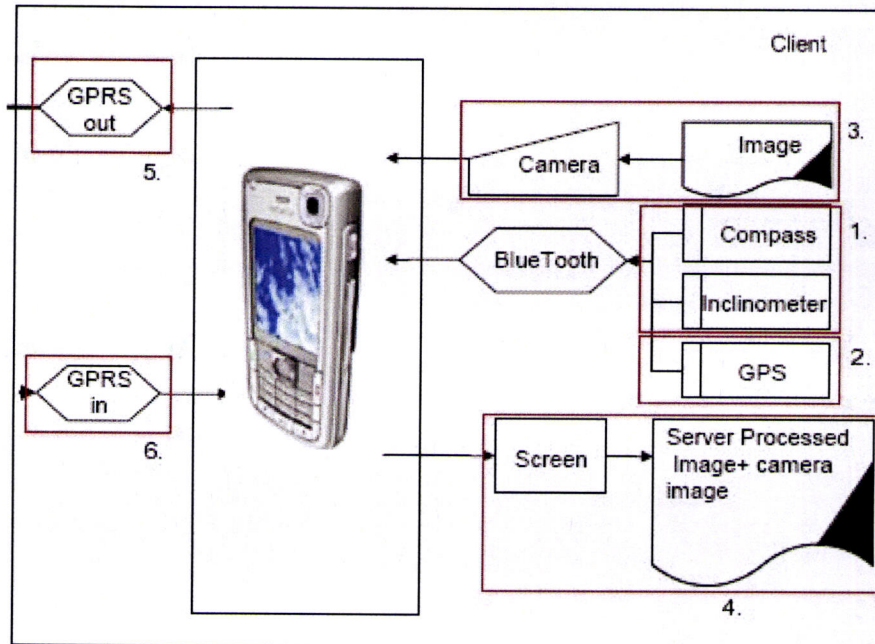 Client
GPRS
out
5.
Camera
Image
3.
BlueTooth
Compass
1.
Inclinometer
GPS
2.
GPRS
in
6.
Screen
Server Processed
Image+ camera
image
4.